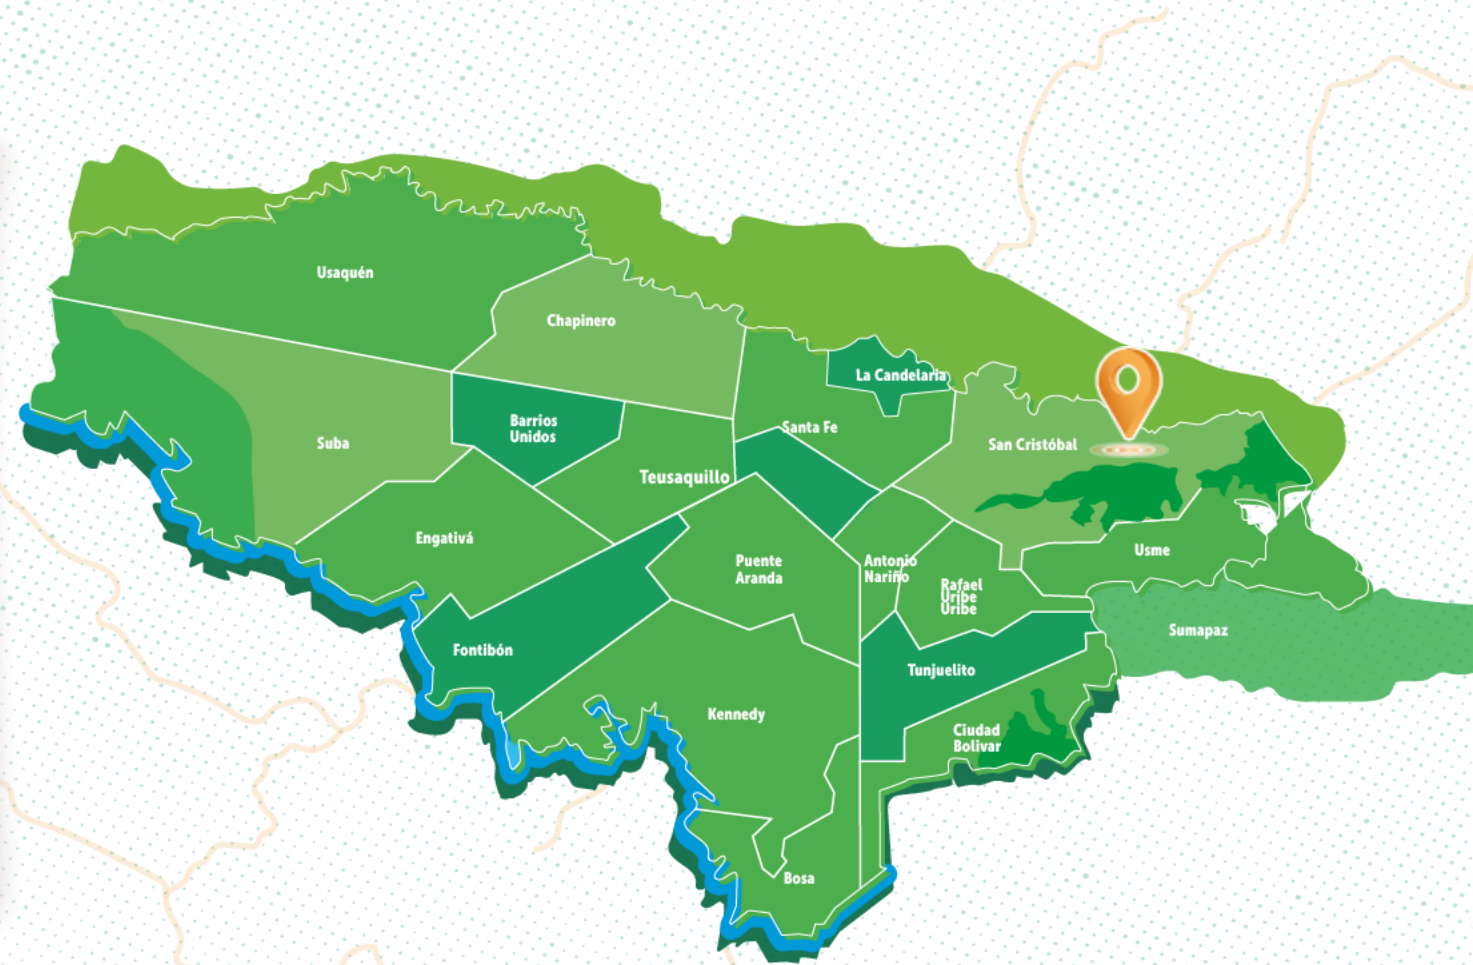 Usaquén
Chapinero
La Candelaria
Barrios
Unidos
Santa Fe
Suba
San Cristóbal
Teusaquillo
Engativá
Puente
Aranda
Antonio
Nariño
Usme
Rafael
Uribe
Uribe
Sumapaz
Fontibón
Tunjuelito
Kennedy
Ciudad
Bolivar
Bosa